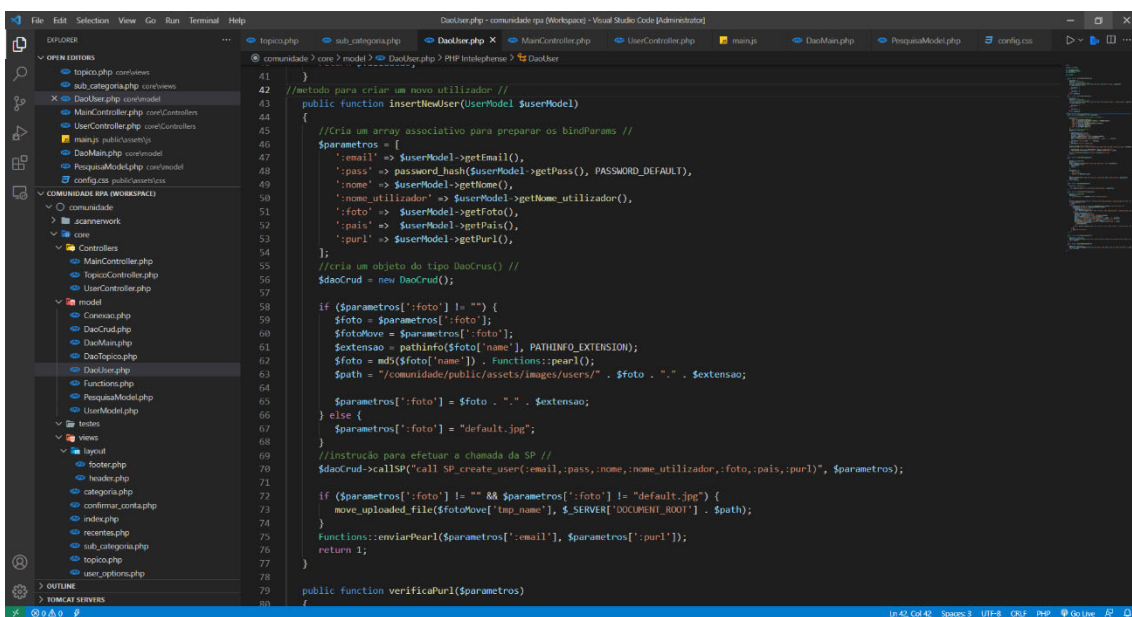 File Edit Selection View Go Run Terminal Help
DaoUser.php - comunidade rpa (Workspace) - Visual Studio Code [Administrator]
EXPLORER
topico.php sub_categoria.php DaoUser.php MainController.php UserController.php main.js DaoMain.php PesquisaModel.php config.css
OPEN EDITORS
topico.php core\views
sub_categoria.php core\views
DaoUser.php core\model
MainController.php core\Controllers
UserController.php core\Controllers
main.js public\assets\js
DaoMain.php core\model
PesquisaModel.php core\model
config.css public\assets\css
COMUNIDADE RPA (WORKSPACE)
comunidade
.scannerwork
core
Controllers
MainController.php
TopicoController.php
UserController.php
model
Conexao.php
DaoCrud.php
DaoMain.php
DaoTopico.php
DaoUser.php
Functions.php
PesquisaModel.php
UserModel.php
testes
views
layout
footer.php
header.php
categoria.php
confirmar_conta.php
index.php
recentes.php
sub_categoria.php
topico.php
user_options.php
OUTLINE
TOMCAT SERVERS
comunidade > core > model > DaoUser.php > PHP Intelephense > DaoUser
41 }
42 //metodo para criar um novo utilizador //
43 public function insertNewUser(UserModel $userModel)
44 {
45 //Cria um array associativo para preparar os bindParams //
46 $parametros = [
47 ':email' => $userModel->getEmail(),
48 ':pass' => password_hash($userModel->getPass(), PASSWORD_DEFAULT),
49 ':nome' => $userModel->getNome(),
50 ':nome_utilizador' => $userModel->getNome_utilizador(),
51 ':foto' => $userModel->getFoto(),
52 ':pais' => $userModel->getPais(),
53 ':purl' => $userModel->getPurl(),
54 ];
55 //cria um objeto do tipo DaoCrus() //
56 $daoCrud = new DaoCrud();
57
58 if ($parametros[':foto'] != "") {
59 $foto = $parametros[':foto'];
60 $fotoMove = $parametros[':foto'];
61 $extensao = pathinfo($foto['name'], PATHINFO_EXTENSION);
62 $foto = md5($foto['name']) . Functions::pearl();
63 $path = "/comunidade/public/assets/images/users/" . $foto . "." . $extensao;
64
65 $parametros[':foto'] = $foto . "." . $extensao;
66 } else {
67 $parametros[':foto'] = "default.jpg";
68 }
69 //instrução para efetuar a chamada da SP //
70 $daoCrud->callSP("call SP_create_user(:email,:pass,:nome,:nome_utilizador,:foto,:pais,:purl)", $parametros);
71
72 if ($parametros[':foto'] != "" && $parametros[':foto'] != "default.jpg") {
73 move_uploaded_file($fotoMove['tmp_name'], $_SERVER['DOCUMENT_ROOT'] . $path);
74 }
75 Functions::enviarPearl($parametros[':email'], $parametros[':purl']);
76 return 1;
77 }
78
79 public function verificaPurl($parametros)
80 {
0 0 Ln 42, Col 42 Spaces: 3 UTF-8 CRLF PHP Go Live